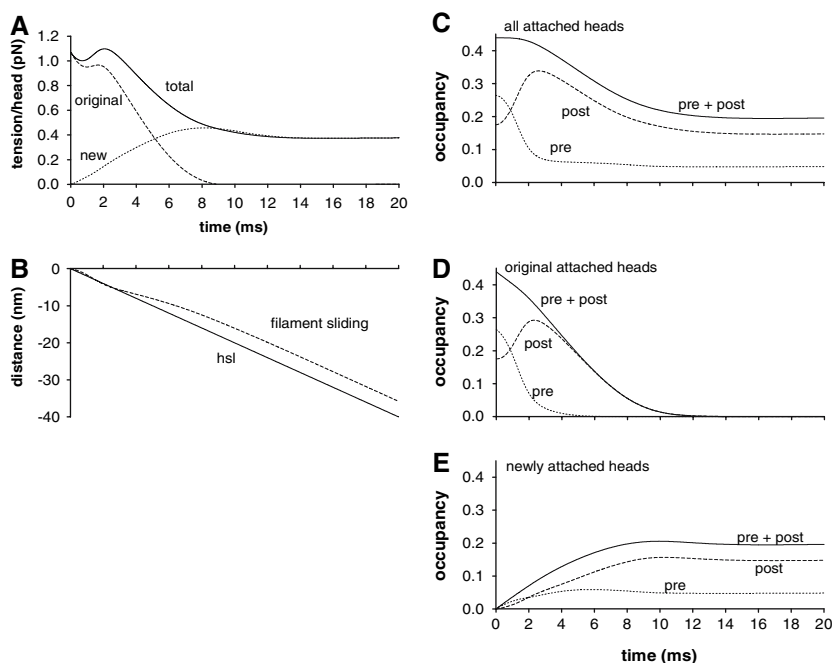 A
1.2
1.0
0.8
0.6
0.4
0.2
0.0
tension/head (pN)
total
original
new
0 2 4 6 8 10 12 14 16 18 20
time (ms)
B
0
-10
-20
-30
-40
distance (nm)
filament sliding
hsl
C
all attached heads
0.4
0.3
0.2
0.1
0.0
occupancy
pre + post
post
pre
0 2 4 6 8 10 12 14 16 18 20
D
original attached heads
0.4
0.3
0.2
0.1
0.0
occupancy
pre + post
post
pre
0 2 4 6 8 10 12 14 16 18 20
E
newly attached heads
0.4
0.3
0.2
0.1
0.0
occupancy
pre + post
post
pre
0 2 4 6 8 10 12 14 16 18 20
time (ms)